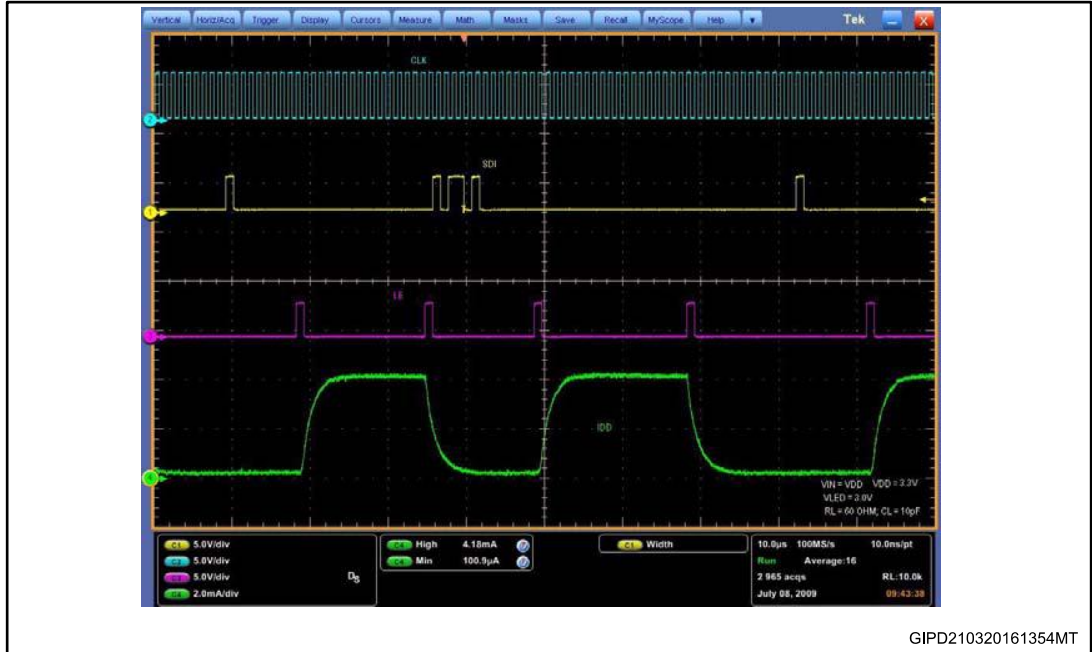 Vertical Horiz/Acq Trigger Display Cursors Measure Math Masks Save Recall MyScope Help Tek X
CLK
2
SDI
1
LE
3
IDD
4
VIN = VDD VDD = 3.3V
VLED = 3.0V
RL = 60 OHM; CL = 10pF
C1 5.0V/div
C2 5.0V/div
C3 5.0V/div
C4 2.0mA/div
C4 High 4.18mA
C4 Min 100.9µA
C1 Width
10.0µs 100MS/s 10.0ns/pt
Run Average:16
2 965 acqs RL:10.0k
July 08, 2009 09:43:38
GIPD210320161354MT